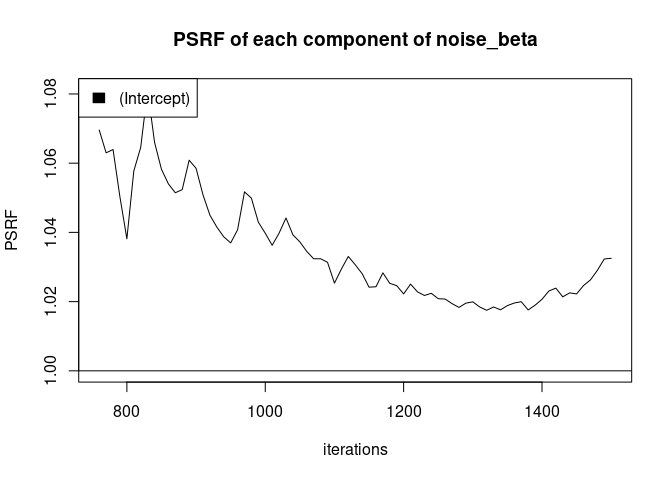 PSRF of each component of noise_beta
(Intercept)
1.08
1.06
1.04
1.02
1.00
PSRF
800 1000 1200 1400
iterations